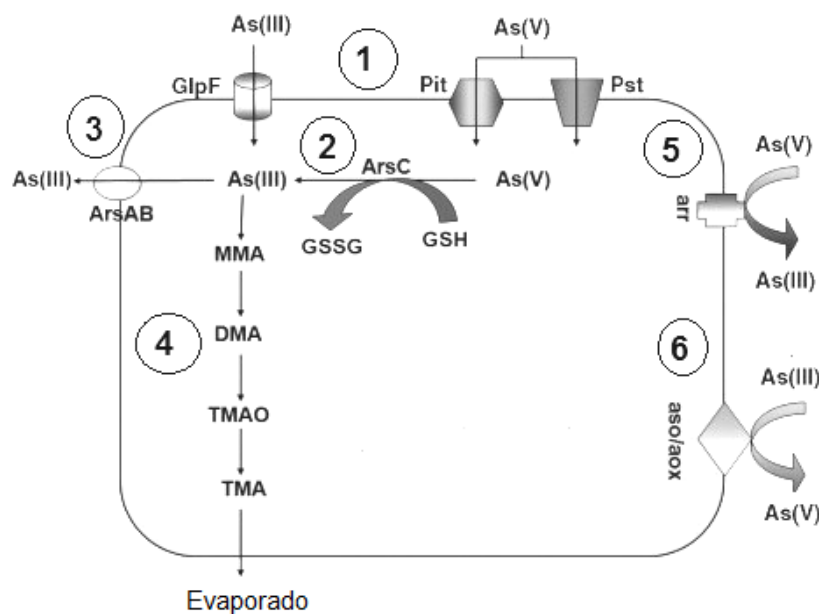 As(III)
As(V)
1
GlpF
Pit
Pst
3
2
5
As(V)
ArsC
As(III)
As(III)
As(V)
ArsAB
arr
GSSG
GSH
MMA
As(III)
4
DMA
6
As(III)
TMAO
aso/aox
TMA
As(V)
Evaporado